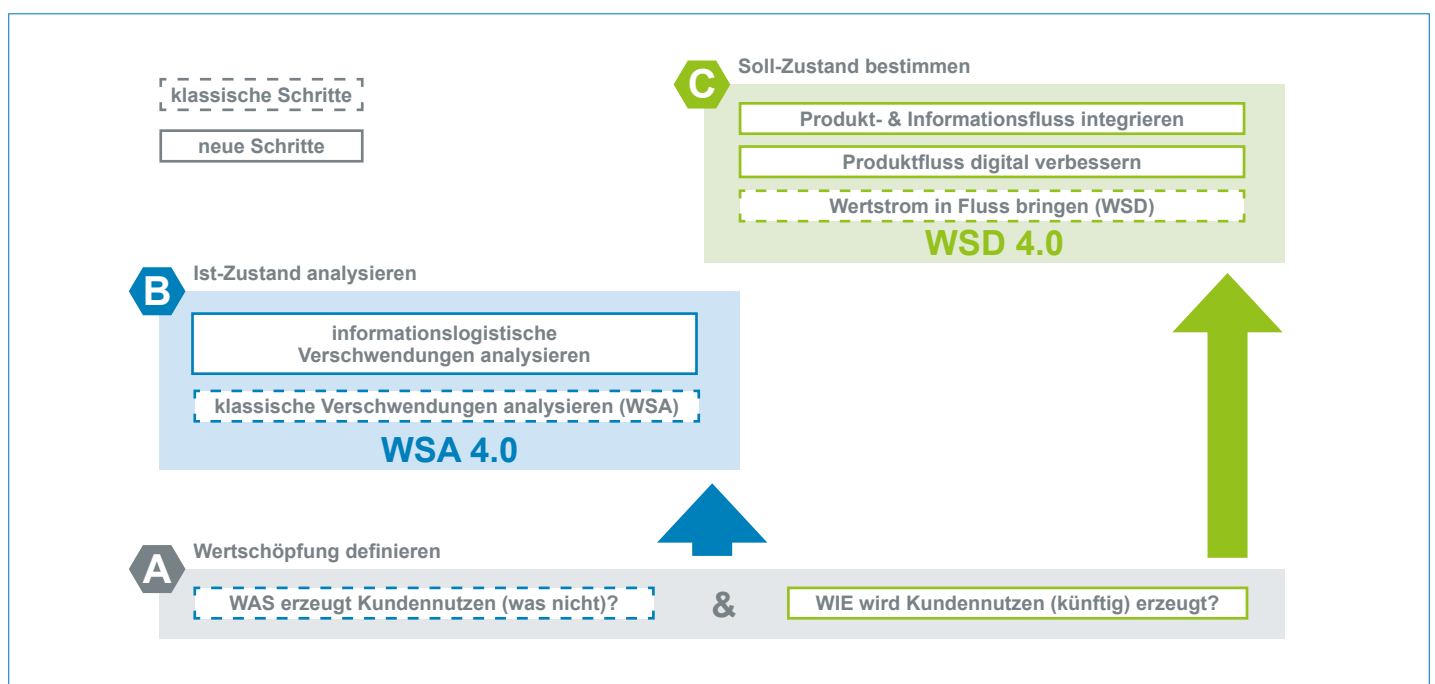 klassische Schritte
neue Schritte
C
Soll-Zustand bestimmen
Produkt- & Informationsfluss integrieren
Produktfluss digital verbessern
Wertstrom in Fluss bringen (WSD)
WSD 4.0
B
Ist-Zustand analysieren
informationslogistische
Verschwendungen analysieren
klassische Verschwendungen analysieren (WSA)
WSA 4.0
A
Wertschöpfung definieren
WAS erzeugt Kundennutzen (was nicht)?
&
WIE wird Kundennutzen (künftig) erzeugt?